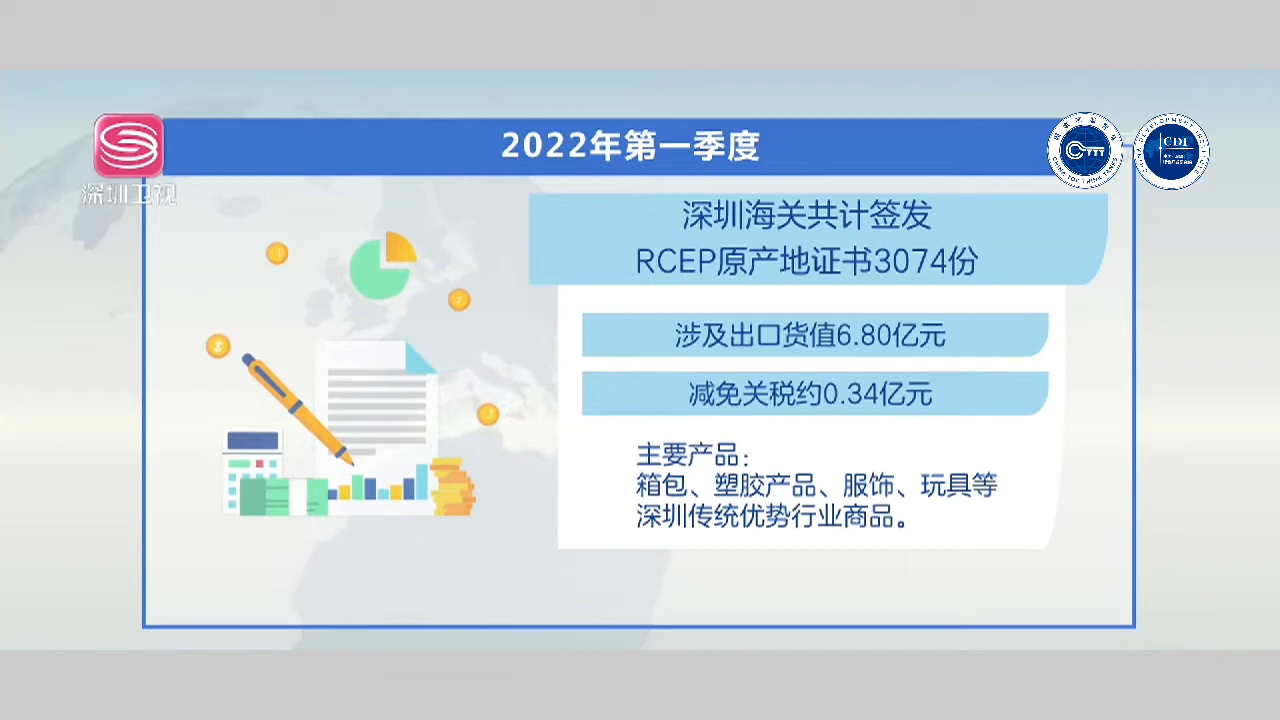 2022年第一季度
深圳卫视
深圳海关共计签发
RCEP原产地证书3074份
涉及出口货值6.80亿元
减免关税约0.34亿元
主要产品：
箱包、塑胶产品、服饰、玩具等
深圳传统优势行业商品。
CDI